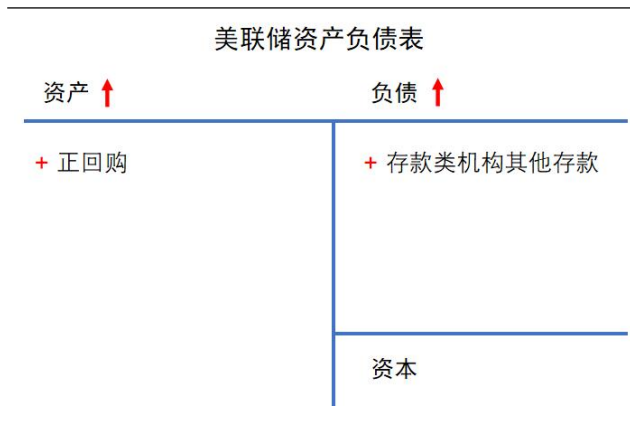 美联储资产负债表
资产
负债
+ 正回购
+ 存款类机构其他存款
资本